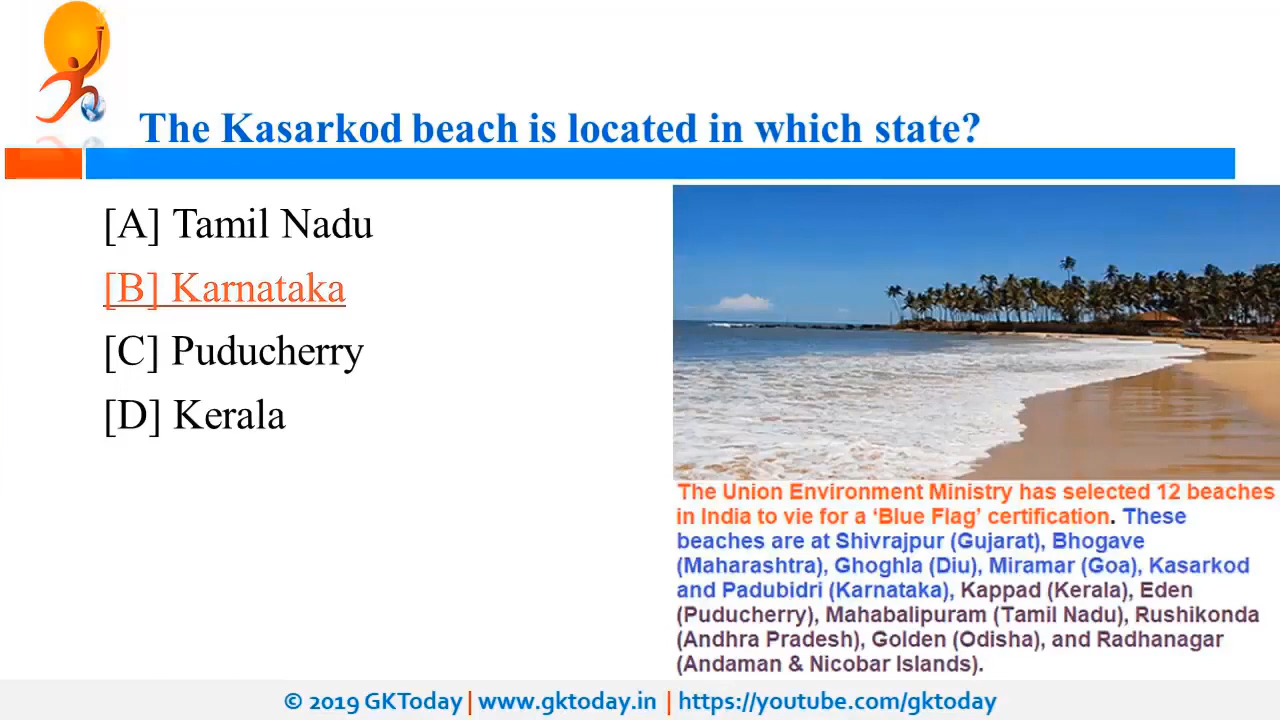 The Kasarkod beach is located in which state?
[A] Tamil Nadu
[B] Karnataka
[C] Puducherry
[D] Kerala
The Union Environment Ministry has selected 12 beaches
in India to vie for a ‘Blue Flag’ certification. These
beaches are at Shivrajpur (Gujarat), Bhogave
(Maharashtra), Ghoghla (Diu), Miramar (Goa), Kasarkod
and Padubidri (Karnataka), Kappad (Kerala), Eden
(Puducherry), Mahabalipuram (Tamil Nadu), Rushikonda
(Andhra Pradesh), Golden (Odisha), and Radhanagar
(Andaman & Nicobar Islands).
© 2019 GKToday | www.gktoday.in | https://youtube.com/gktoday